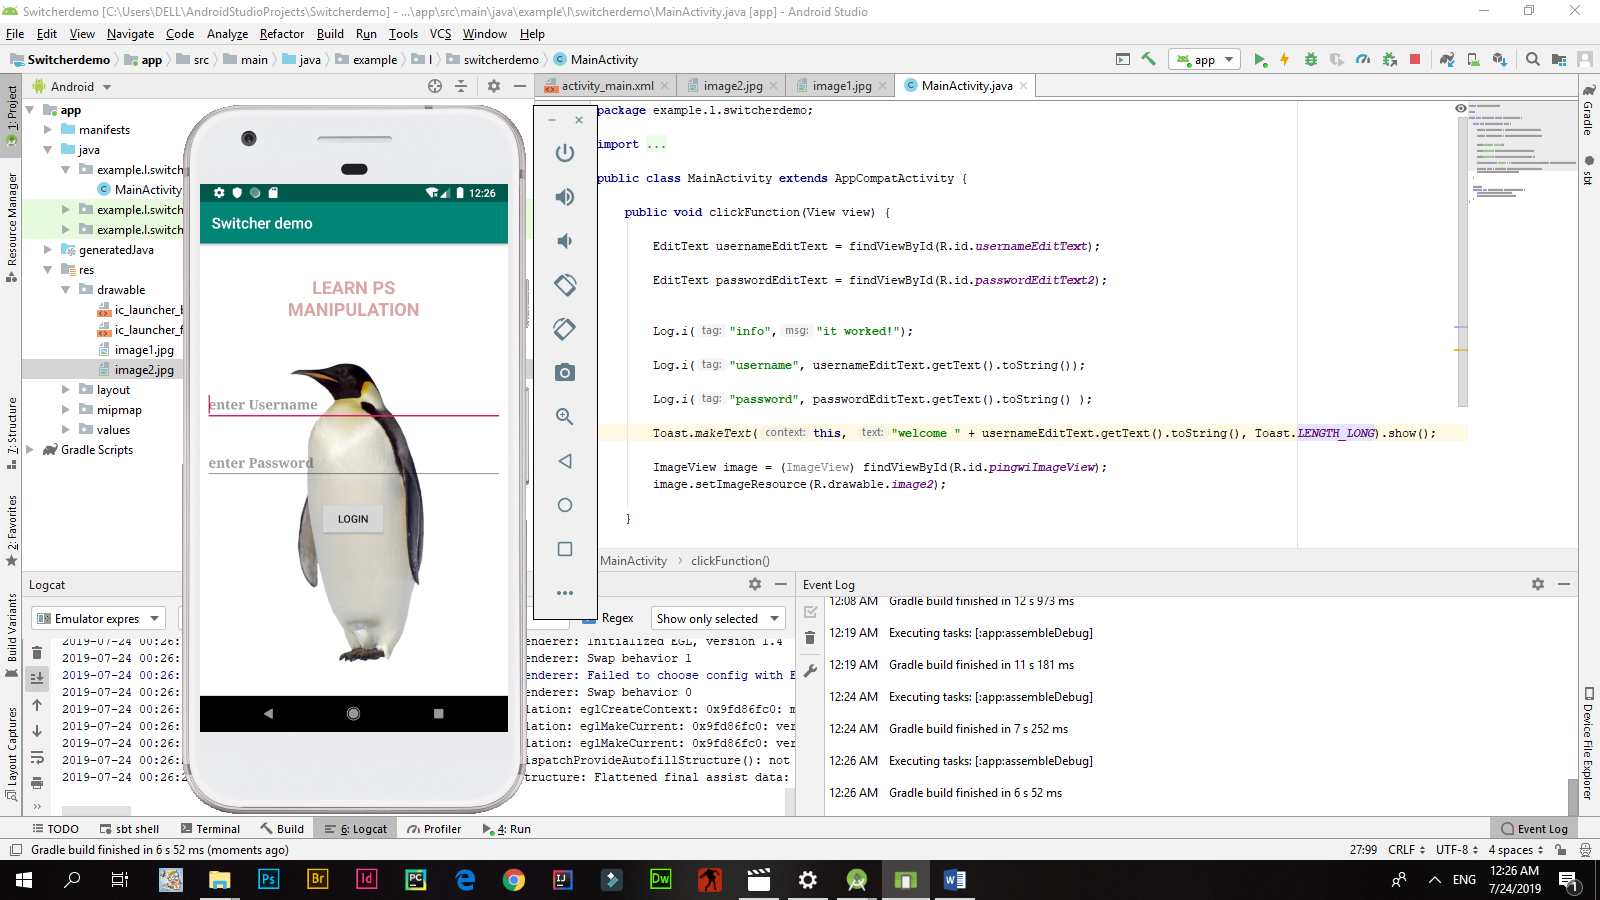 Switcherdemo [C:\Users\DELL\AndroidStudioProjects\Switcherdemo] - ...\app\src\main\java\example\l\switcherdemo\MainActivity.java [app] - Android Studio
File Edit View Navigate Code Analyze Refactor Build Run Tools VCS Window Help
Switcherdemo app src main java example l switcherdemo MainActivity
app
Android
activity_main.xml image2.jpg image1.jpg MainActivity.java
1: Project
Resource Manager
7: Structure
2: Favorites
Build Variants
Layout Captures
app
manifests
java
example.l.switch
MainActivity
example.l.switch
example.l.switch
generatedJava
res
drawable
ic_launcher_b
ic_launcher_f
image1.jpg
image2.jpg
layout
mipmap
values
Gradle Scripts
12:26
Switcher demo
LEARN PS
MANIPULATION
enter Username
enter Password
LOGIN
package example.l.switcherdemo;
import ...
public class MainActivity extends AppCompatActivity {
public void clickFunction(View view) {
EditText usernameEditText = findViewById(R.id.usernameEditText);
EditText passwordEditText = findViewById(R.id.passwordEditText2);
Log.i( tag: "info", msg: "it worked!");
Log.i( tag: "username", usernameEditText.getText().toString());
Log.i( tag: "password", passwordEditText.getText().toString() );
Toast.makeText( context: this, text: "welcome " + usernameEditText.getText().toString(), Toast.LENGTH_LONG).show();
ImageView image = (ImageView) findViewById(R.id.pingwiImageView);
image.setImageResource(R.drawable.image2);
}
MainActivity clickFunction()
Gradle
sbt
Device File Explorer
Logcat
Emulator expres
Regex
Show only selected
2019-07-24 00:26: enderer: Initialized EGL, version 1.4
2019-07-24 00:26: enderer: Swap behavior 1
2019-07-24 00:26: enderer: Failed to choose config with E
2019-07-24 00:26: enderer: Swap behavior 0
2019-07-24 00:26: lation: eglCreateContext: 0x9fd86fc0: m
2019-07-24 00:26: lation: eglMakeCurrent: 0x9fd86fc0: ver
2019-07-24 00:26: lation: eglMakeCurrent: 0x9fd86fc0: ver
2019-07-24 00:26: ispatchProvideAutofillStructure(): not
2019-07-24 00:26:2 tructure: Flattened final assist data:
Event Log
12:08 AM Gradle build finished in 12 s 973 ms
12:19 AM Executing tasks: [:app:assembleDebug]
12:19 AM Gradle build finished in 11 s 181 ms
12:24 AM Executing tasks: [:app:assembleDebug]
12:24 AM Gradle build finished in 7 s 252 ms
12:26 AM Executing tasks: [:app:assembleDebug]
12:26 AM Gradle build finished in 6 s 52 ms
TODO sbt shell Terminal Build 6: Logcat Profiler 4: Run Event Log
Gradle build finished in 6 s 52 ms (moments ago) 27:99 CRLF UTF-8 4 spaces
Ps Br Id PC IJ Dw W
ENG
12:26 AM
7/24/2019
1